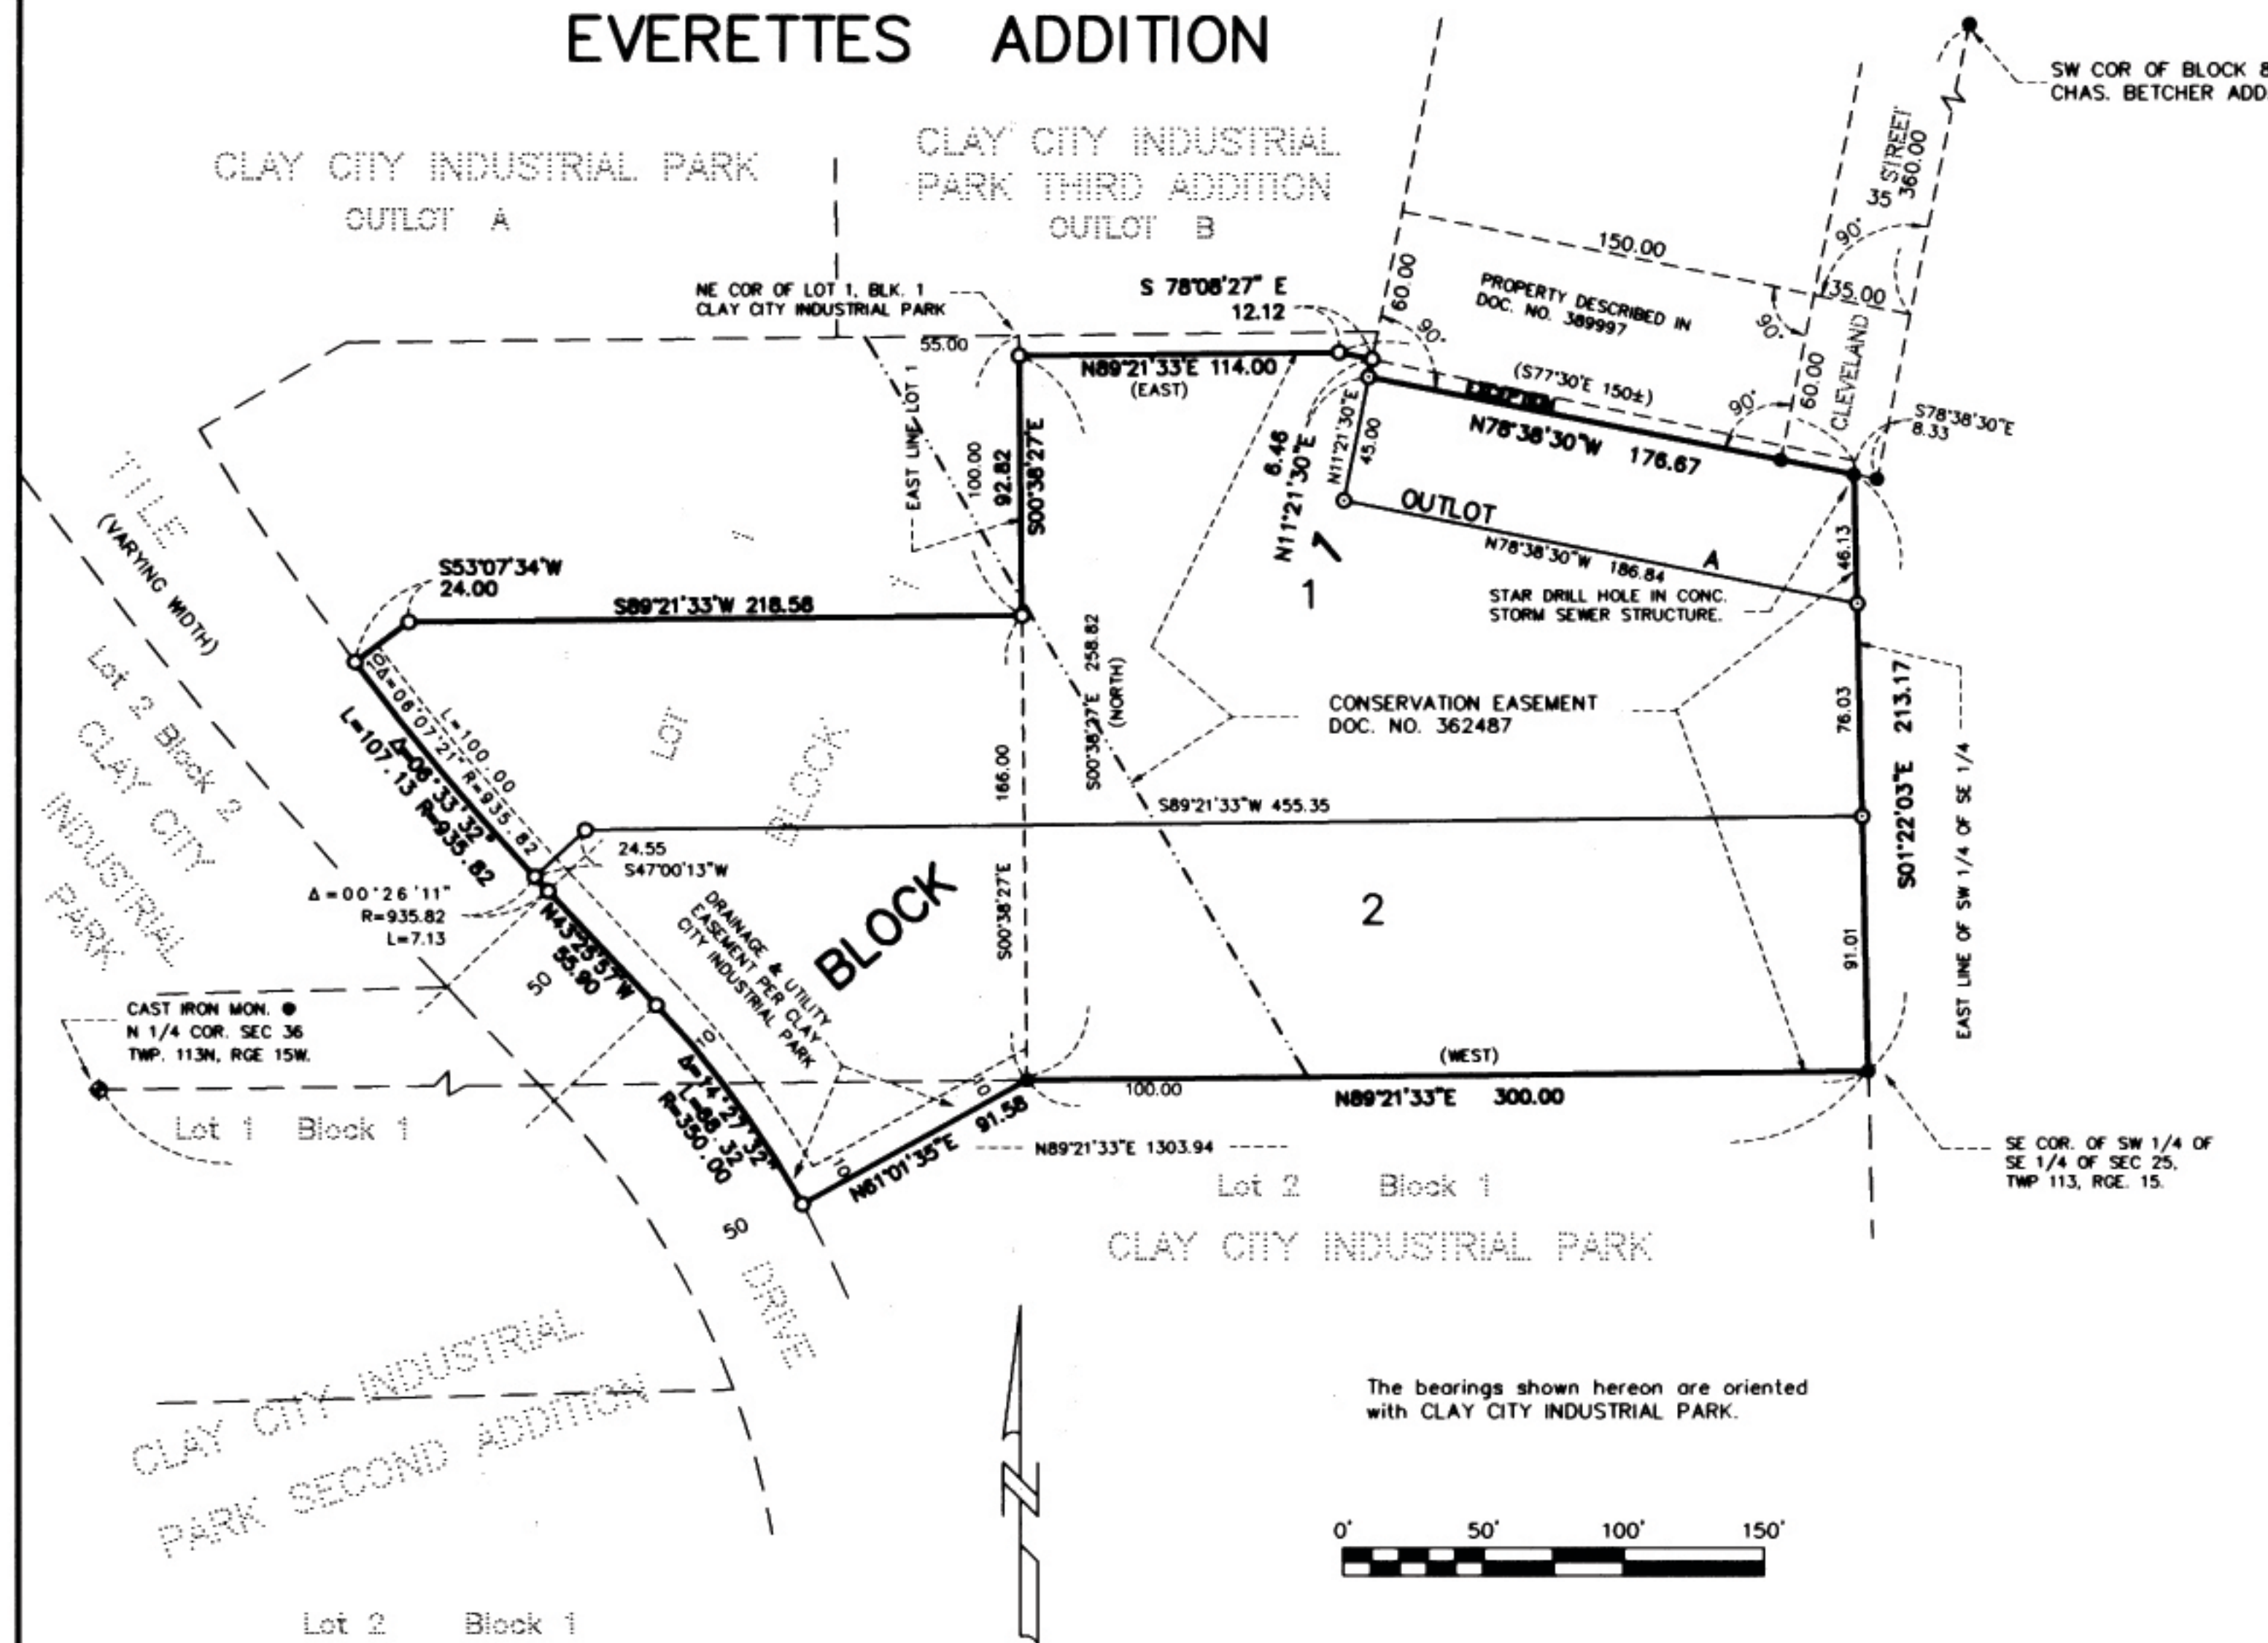 EVERETTES ADDITION
SW COR OF BLOCK 8
CHAS. BETCHER ADD
CLAY CITY INDUSTRIAL PARK
OUTLOT A
CLAY CITY INDUSTRIAL
PARK THIRD ADDITION
OUTLOT B
STREET
360.00
35
90°
150.00
35.00
90°
60.00
90°
PROPERTY DESCRIBED IN
DOC. NO. 389997
60.00
CLEVELAND
NE COR OF LOT 1, BLK. 1
CLAY CITY INDUSTRIAL PARK
S 78°08'27" E
12.12
55.00
N89°21'33"E 114.00
(EAST)
(S77°30'E 150±)
EXCEPTION
90°
S78°38'30"E
8.33
N78°38'30"W 176.67
EAST LINE LOT 1
100.00
92.82
S00°38'27"E
6.46
N11°21'30"E
N11°21'30"E
45.00
OUTLOT
A
N78°38'30"W 186.84
46.13
1
1
STAR DRILL HOLE IN CONC.
STORM SEWER STRUCTURE.
TILE
(VARYING WIDTH)
S53°07'34"W
24.00
S89°21'33"W 218.58
1
LOT
BLOCK
10
L=100.00
Δ=06°07'21" R=935.82
Δ=06°33'32"
L=107.13 R=935.82
Lot 2 Block 2
CLAY CITY
INDUSTRIAL
PARK
166.00
S00°38'27"E 258.82
(NORTH)
CONSERVATION EASEMENT
DOC. NO. 362487
76.03
S01°22'03"E 213.17
EAST LINE OF SW 1/4 OF SE 1/4
S89°21'33"W 455.35
24.55
S47°00'13"W
Δ=00°26'11"
R=935.82
L=7.13
N43°25'57"W
55.90
50
DRAINAGE & UTILITY
EASEMENT PER CLAY
CITY INDUSTRIAL PARK
BLOCK
S00°38'27"E
2
91.01
CAST IRON MON.
N 1/4 COR. SEC 36
TWP. 113N, RGE 15W.
10
Δ=14°27'32"
L=88.32
R=350.00
10
10
N61°01'35"E 91.58
(WEST)
100.00
N89°21'33"E 300.00
N89°21'33"E 1303.94
Lot 1 Block 1
Lot 2 Block 1
CLAY CITY INDUSTRIAL PARK
SE COR. OF SW 1/4 OF
SE 1/4 OF SEC 25,
TWP 113, RGE. 15.
50
DRIVE
CLAY CITY INDUSTRIAL
PARK SECOND ADDITION
Lot 2 Block 1
N
The bearings shown hereon are oriented
with CLAY CITY INDUSTRIAL PARK.
0' 50' 100' 150'